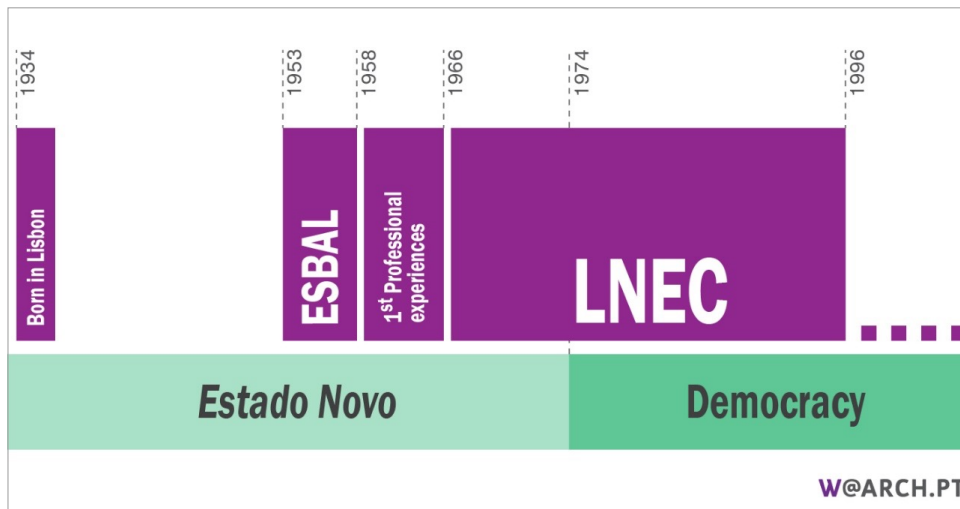 1934
1953
1958
1966
1974
1996
Born in Lisbon
ESBAL
1st Professional
experiences
LNEC
Estado Novo
Democracy
W@ARCH.PT